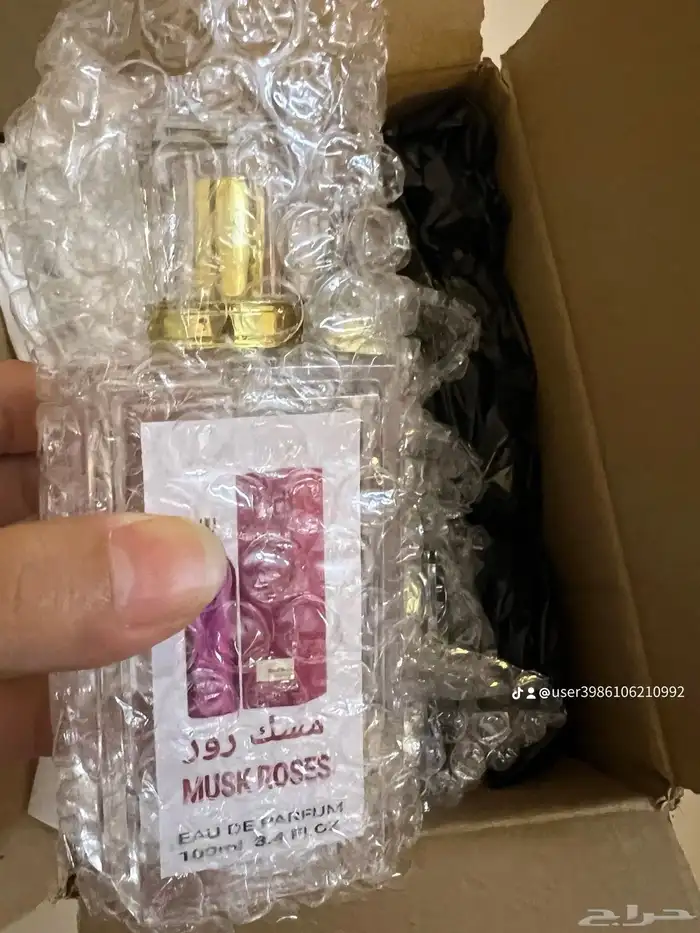 مسك روز
MUSK ROSES
EAU DE PARFUM
100ml 3.4 Fl OZ
@user3986106210992
حراج